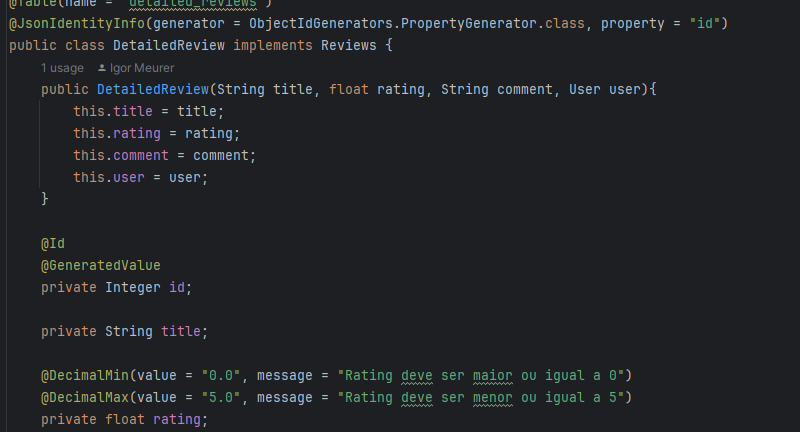 @Table(name = "detailed_reviews")
@JsonIdentityInfo(generator = ObjectIdGenerators.PropertyGenerator.class, property = "id")
public class DetailedReview implements Reviews {
1 usage Igor Meurer
public DetailedReview(String title, float rating, String comment, User user){
this.title = title;
this.rating = rating;
this.comment = comment;
this.user = user;
}
@Id
@GeneratedValue
private Integer id;
private String title;
@DecimalMin(value = "0.0", message = "Rating deve ser maior ou igual a 0")
@DecimalMax(value = "5.0", message = "Rating deve ser menor ou igual a 5")
private float rating;